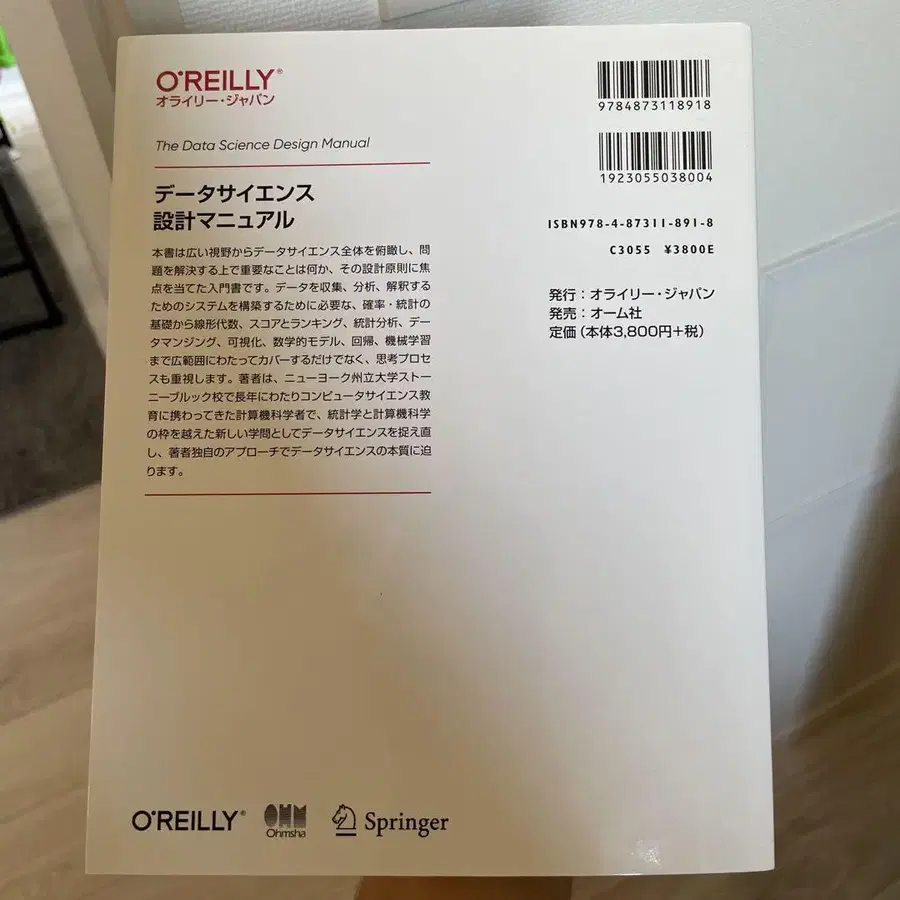 O'REILLY®
オライリー・ジャパン
The Data Science Design Manual
データサイエンス
設計マニュアル
本書は広い視野からデータサイエンス全体を俯瞰し、問
題を解決する上で重要なことは何か、その設計原則に焦
点を当てた入門書です。データを収集、分析、解釈する
ためのシステムを構築するために必要な、確率・統計の
基礎から線形代数、スコアとランキング、統計分析、デー
タマンジング、可視化、数学的モデル、回帰、機械学習
まで広範囲にわたってカバーするだけでなく、思考プロセ
スも重視します。著者は、ニューヨーク州立大学ストー
ニーブルック校で長年にわたりコンピュータサイエンス教
育に携わってきた計算機科学者で、統計学と計算機科学
の枠を越えた新しい学問としてデータサイエンスを捉え直
し、著者独自のアプローチでデータサイエンスの本質に迫
ります。
9784873118918
1923055038004
ISBN978-4-87311-891-8
C3055 ¥3800E
発行：オライリー・ジャパン
発売：オーム社
定価（本体3,800円+税）
O'REILLY®
OHM
Ohmsha
Springer